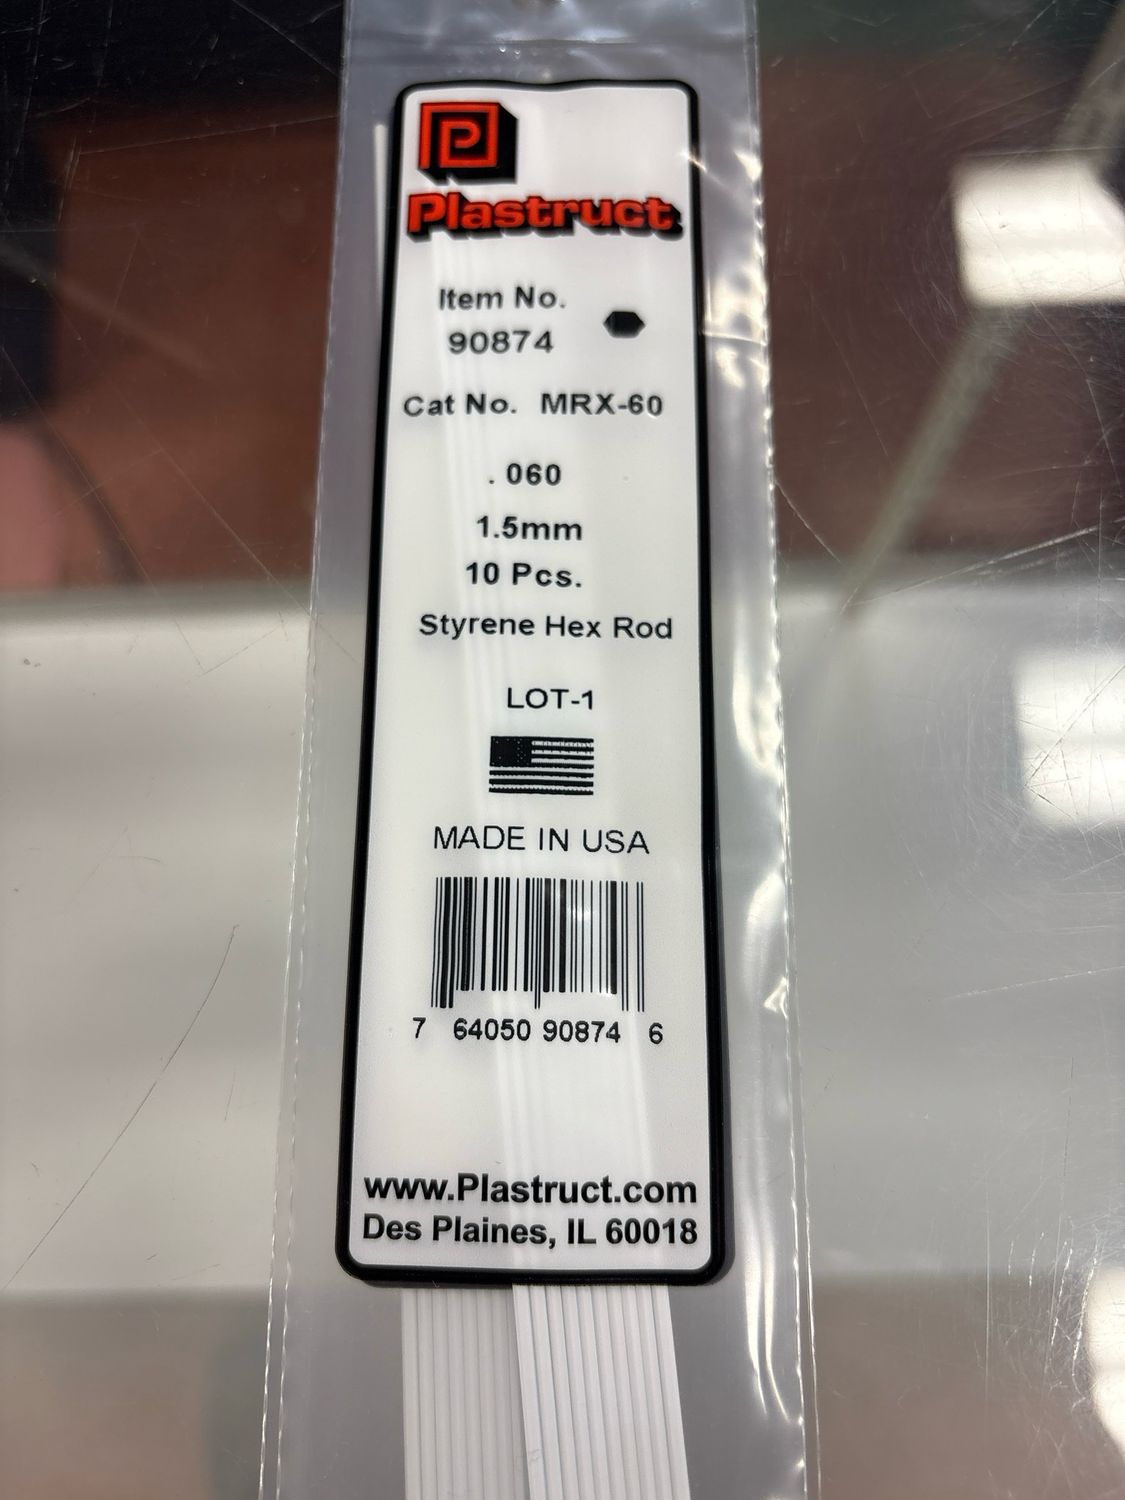 P
Plastruct
Item No.
90874
Cat No. MRX-60
. 060
1.5mm
10 Pcs.
Styrene Hex Rod
LOT-1
MADE IN USA
7 64050 90874 6
www.Plastruct.com
Des Plaines, IL 60018